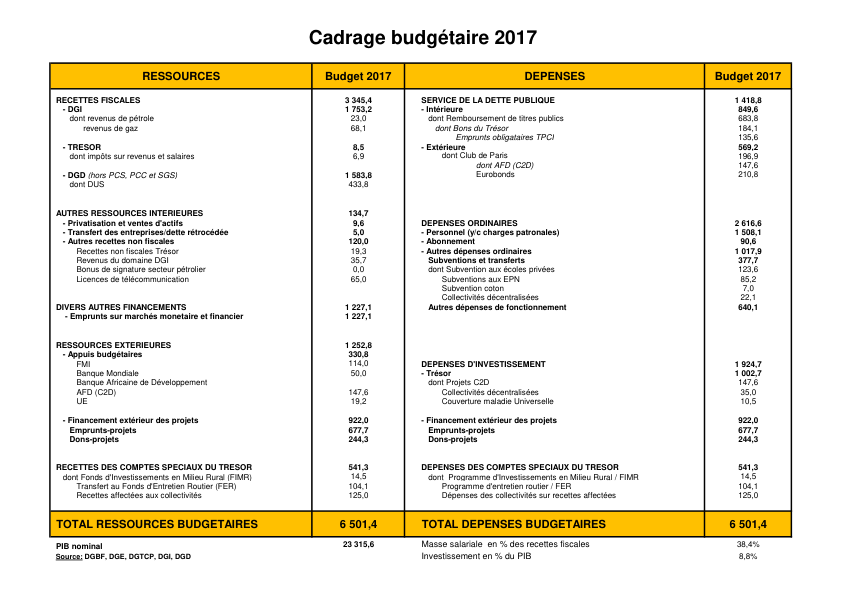 Cadrage budgétaire 2017
RESSOURCES Budget 2017
RECETTES FISCALES 3 345,4
- DGI 1 753,2
dont revenus de pétrole 23,0
revenus de gaz 68,1
- TRESOR 8,5
dont impôts sur revenus et salaires 6,9
- DGD (hors PCS, PCC et SGS) 1 583,8
dont DUS 433,8
AUTRES RESSOURCES INTERIEURES 134,7
- Privatisation et ventes d'actifs 9,6
- Transfert des entreprises/dette rétrocédée 5,0
- Autres recettes non fiscales 120,0
Recettes non fiscales Trésor 19,3
Revenus du domaine DGI 35,7
Bonus de signature secteur pétrolier 0,0
Licences de télécommunication 65,0
DIVERS AUTRES FINANCEMENTS 1 227,1
- Emprunts sur marchés monetaire et financier 1 227,1
RESSOURCES EXTERIEURES 1 252,8
- Appuis budgétaires 330,8
FMI 114,0
Banque Mondiale 50,0
Banque Africaine de Développement
AFD (C2D) 147,6
UE 19,2
- Financement extérieur des projets 922,0
Emprunts-projets 677,7
Dons-projets 244,3
RECETTES DES COMPTES SPECIAUX DU TRESOR 541,3
dont Fonds d'Investissements en Milieu Rural (FIMR) 14,5
Transfert au Fonds d'Entretien Routier (FER) 104,1
Recettes affectées aux collectivités 125,0
TOTAL RESSOURCES BUDGETAIRES 6 501,4
PIB nominal 23 315,6
Source: DGBF, DGE, DGTCP, DGI, DGD
DEPENSES Budget 2017
SERVICE DE LA DETTE PUBLIQUE 1 418,8
- Intérieure 849,6
dont Remboursement de titres publics 683,8
dont Bons du Trésor 184,1
Emprunts obligataires TPCI 135,6
- Extérieure 569,2
dont Club de Paris 196,9
dont AFD (C2D) 147,6
Eurobonds 210,8
DEPENSES ORDINAIRES 2 616,6
- Personnel (y/c charges patronales) 1 508,1
- Abonnement 90,6
- Autres dépenses ordinaires 1 017,9
Subventions et transferts 377,7
dont Subvention aux écoles privées 123,6
Subventions aux EPN 85,2
Subvention coton 7,0
Collectivités décentralisées 22,1
Autres dépenses de fonctionnement 640,1
DEPENSES D'INVESTISSEMENT 1 924,7
- Trésor 1 002,7
dont Projets C2D 147,6
Collectivités décentralisées 35,0
Couverture maladie Universelle 10,5
- Financement extérieur des projets 922,0
Emprunts-projets 677,7
Dons-projets 244,3
DEPENSES DES COMPTES SPECIAUX DU TRESOR 541,3
dont Programme d'Investissements en Milieu Rural / FIMR 14,5
Programme d'entretien routier / FER 104,1
Dépenses des collectivités sur recettes affectées 125,0
TOTAL DEPENSES BUDGETAIRES 6 501,4
Masse salariale en % des recettes fiscales 38,4%
Investissement en % du PIB 8,8%